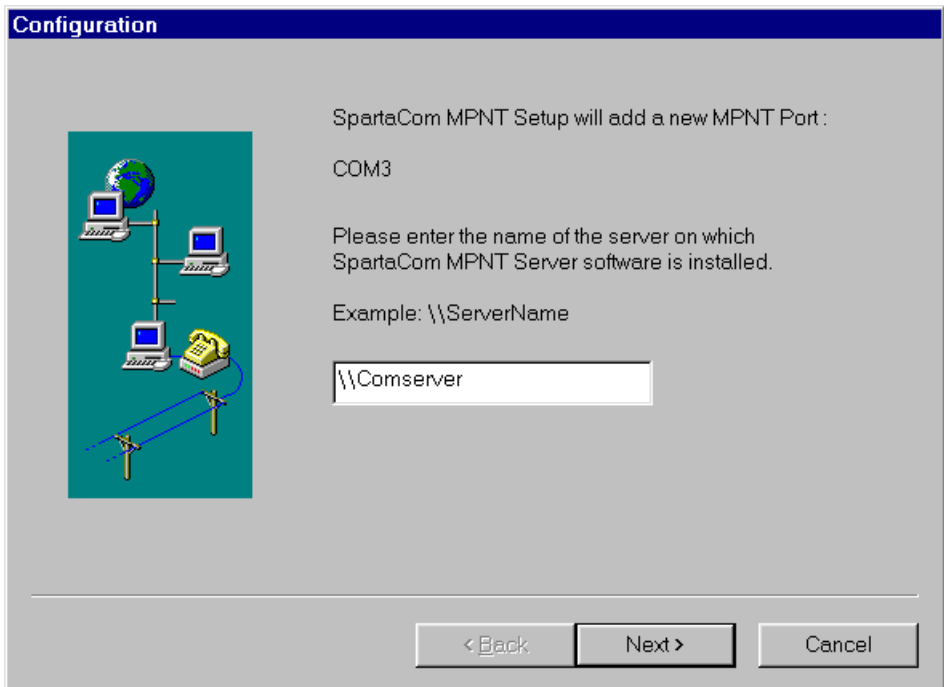 Configuration
SpartaCom MPNT Setup will add a new MPNT Port :
COM3
Please enter the name of the server on which
SpartaCom MPNT Server software is installed.
Example: \\ServerName
\\Comserver
< Back
Next >
Cancel